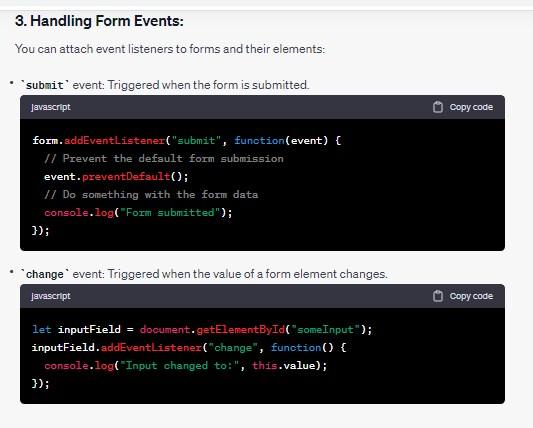 3. Handling Form Events:
You can attach event listeners to forms and their elements:
• `submit` event: Triggered when the form is submitted.
javascript Copy code
form.addEventListener("submit", function(event) {
  // Prevent the default form submission
  event.preventDefault();
  // Do something with the form data
  console.log("Form submitted");
});
• `change` event: Triggered when the value of a form element changes.
javascript Copy code
let inputField = document.getElementById("someInput");
inputField.addEventListener("change", function() {
  console.log("Input changed to:", this.value);
});